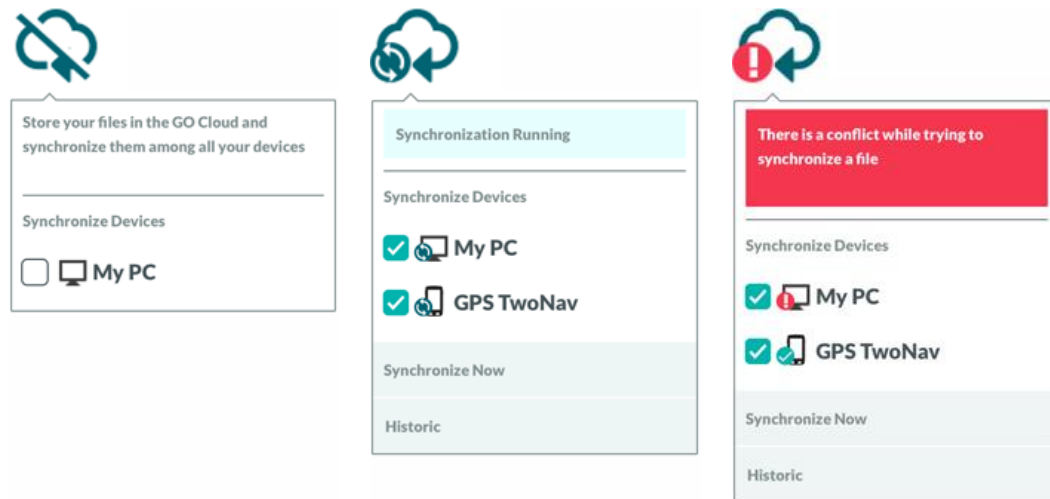 Store your files in the GO Cloud and
synchronize them among all your devices
Synchronize Devices
My PC
Synchronization Running
Synchronize Devices
My PC
GPS TwoNav
Synchronize Now
Historic
There is a conflict while trying to
synchronize a file
Synchronize Devices
My PC
GPS TwoNav
Synchronize Now
Historic